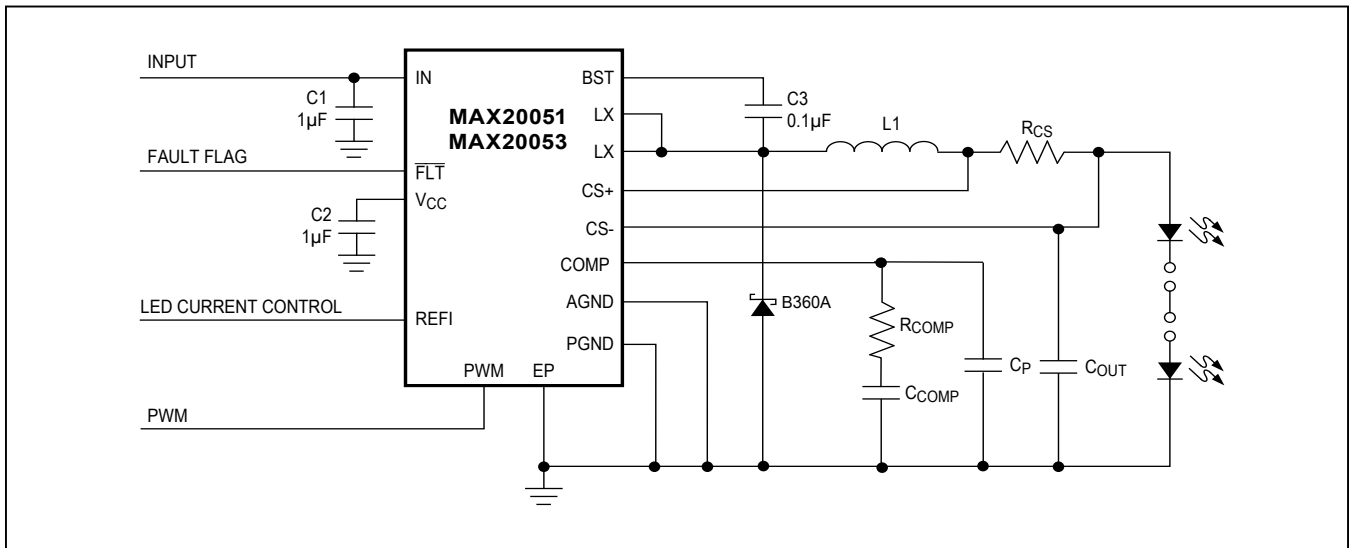 INPUT
C1
1µF
FAULT FLAG
C2
1µF
LED CURRENT CONTROL
PWM
IN
MAX20051
MAX20053
FLT
VCC
REFI
PWM
EP
BST
LX
LX
CS+
CS-
COMP
AGND
PGND
C3
0.1µF
L1
RCS
B360A
RCOMP
CCOMP
CP
COUT